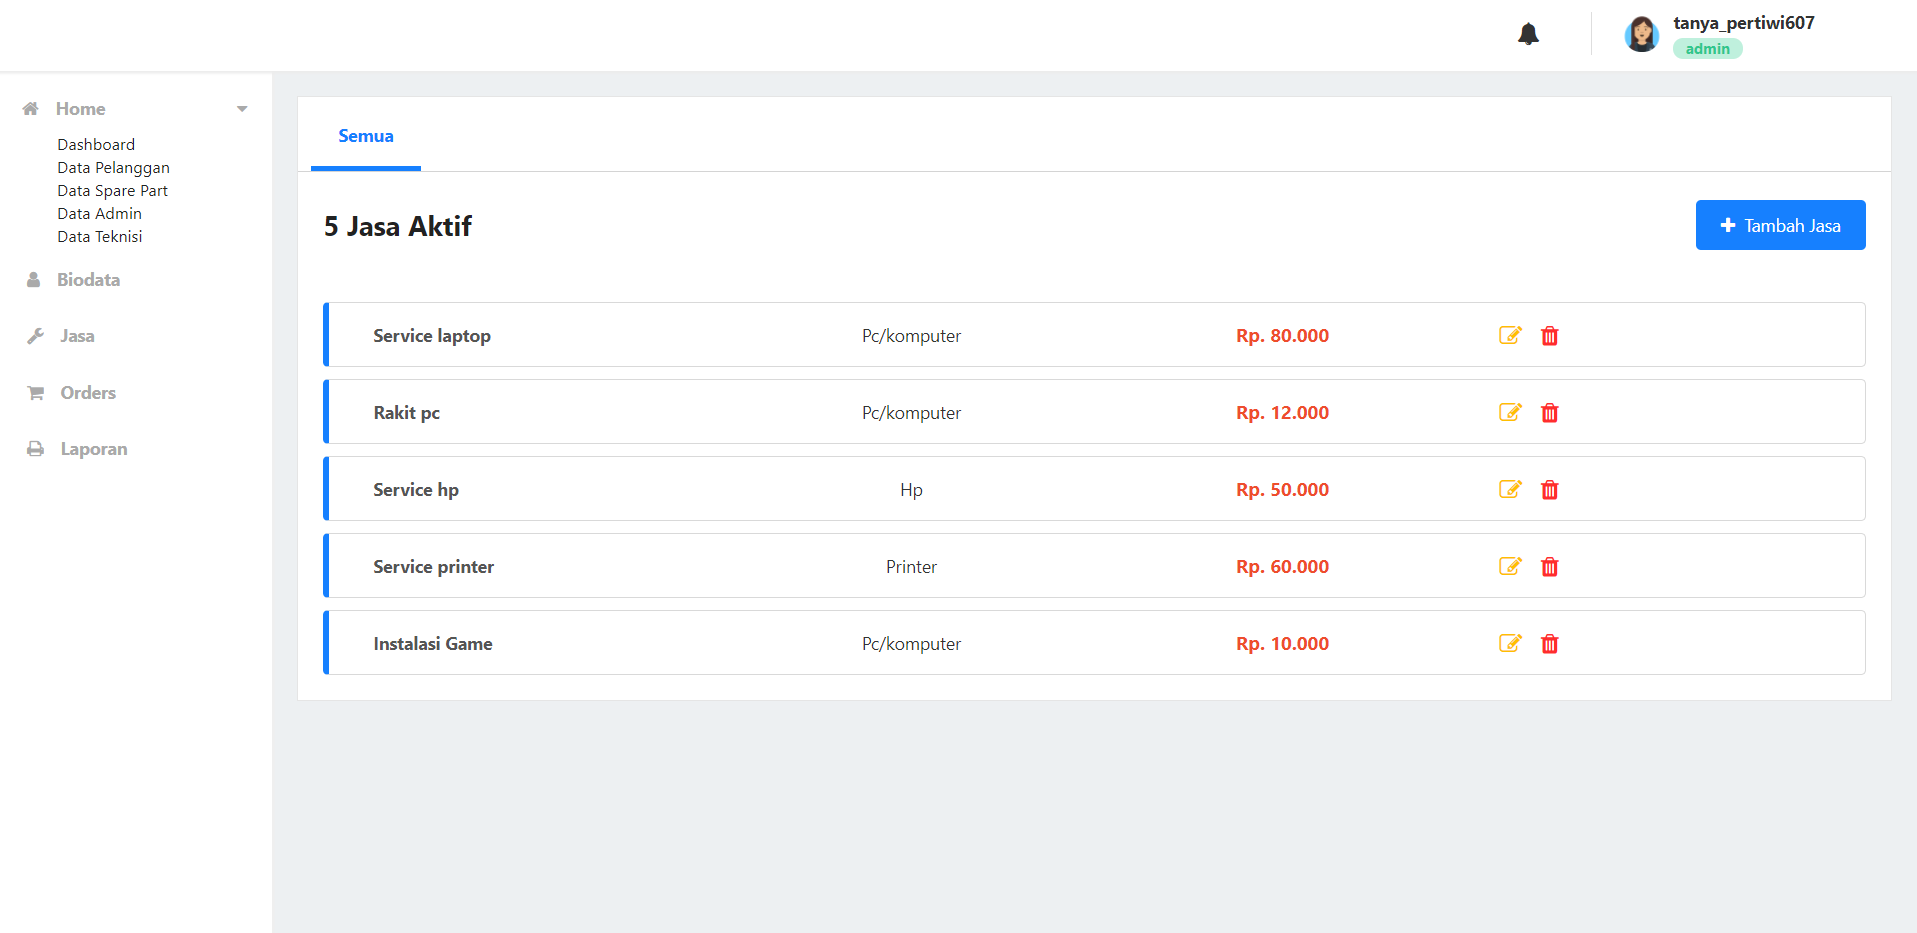 tanya_pertiwi607
admin
Home
Dashboard
Data Pelanggan
Data Spare Part
Data Admin
Data Teknisi
Biodata
Jasa
Orders
Laporan
Semua
5 Jasa Aktif
Tambah Jasa
Service laptop Pc/komputer Rp. 80.000
Rakit pc Pc/komputer Rp. 12.000
Service hp Hp Rp. 50.000
Service printer Printer Rp. 60.000
Instalasi Game Pc/komputer Rp. 10.000